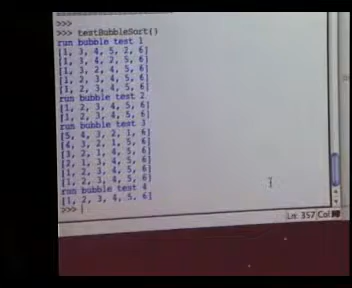 >>>
>>> testBubbleSort()
run bubble test 1
[1, 3, 4, 5, 2, 6]
[1, 3, 4, 2, 5, 6]
[1, 3, 2, 4, 5, 6]
[1, 2, 3, 4, 5, 6]
[1, 2, 3, 4, 5, 6]
run bubble test 2
[1, 2, 3, 4, 5, 6]
[1, 2, 3, 4, 5, 6]
run bubble test 3
[5, 4, 3, 2, 1, 6]
[4, 3, 2, 1, 5, 6]
[3, 2, 1, 4, 5, 6]
[2, 1, 3, 4, 5, 6]
[1, 2, 3, 4, 5, 6]
[1, 2, 3, 4, 5, 6]
run bubble test 4
[1, 2, 3, 4, 5, 6]
>>>
Ln: 357 Col